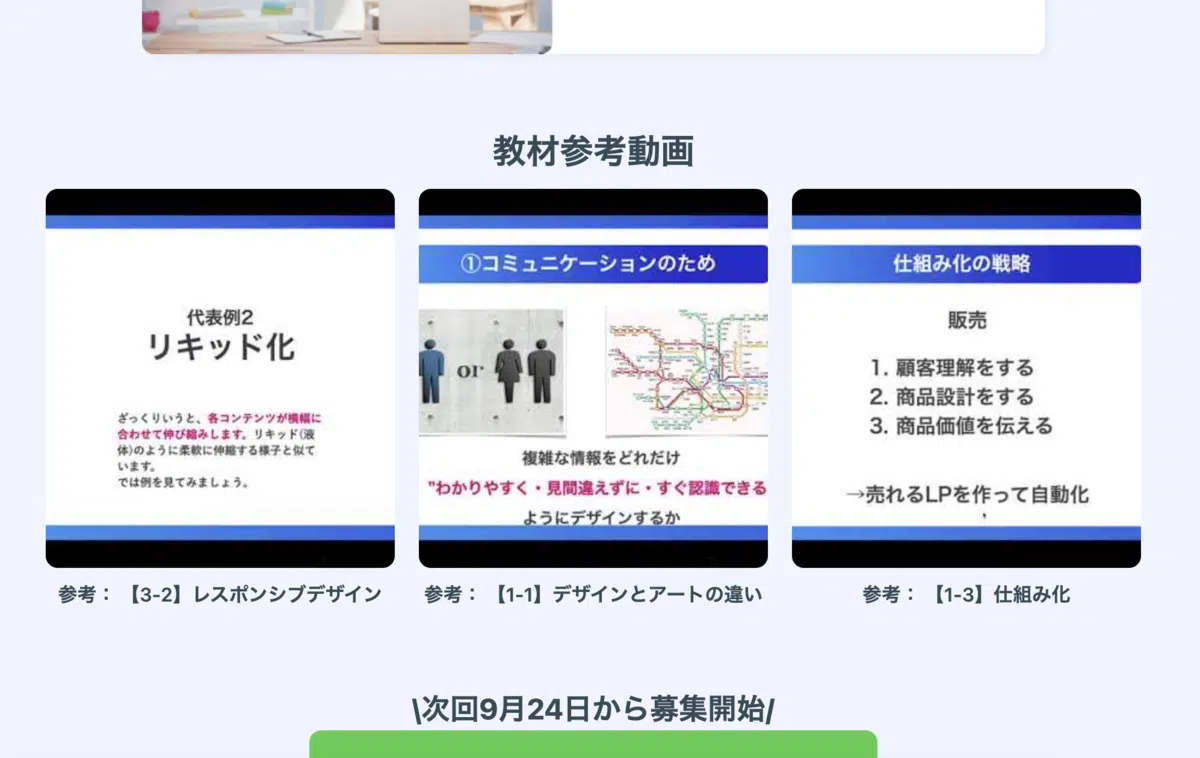 教材参考動画
代表例2
リキッド化
ざっくりいうと、各コンテンツが横幅に
合わせて伸び縮みします。リキッド(液
体)のように柔軟に伸縮する様子と似て
います。
では例を見てみましょう。
参考：【3-2】レスポンシブデザイン
①コミュニケーションのため
or
複雑な情報をどれだけ
"わかりやすく・見間違えずに・すぐ認識できる
ようにデザインするか
参考：【1-1】デザインとアートの違い
仕組み化の戦略
販売
1. 顧客理解をする
2. 商品設計をする
3. 商品価値を伝える
→売れるLPを作って自動化
参考：【1-3】仕組み化
\次回9月24日から募集開始/